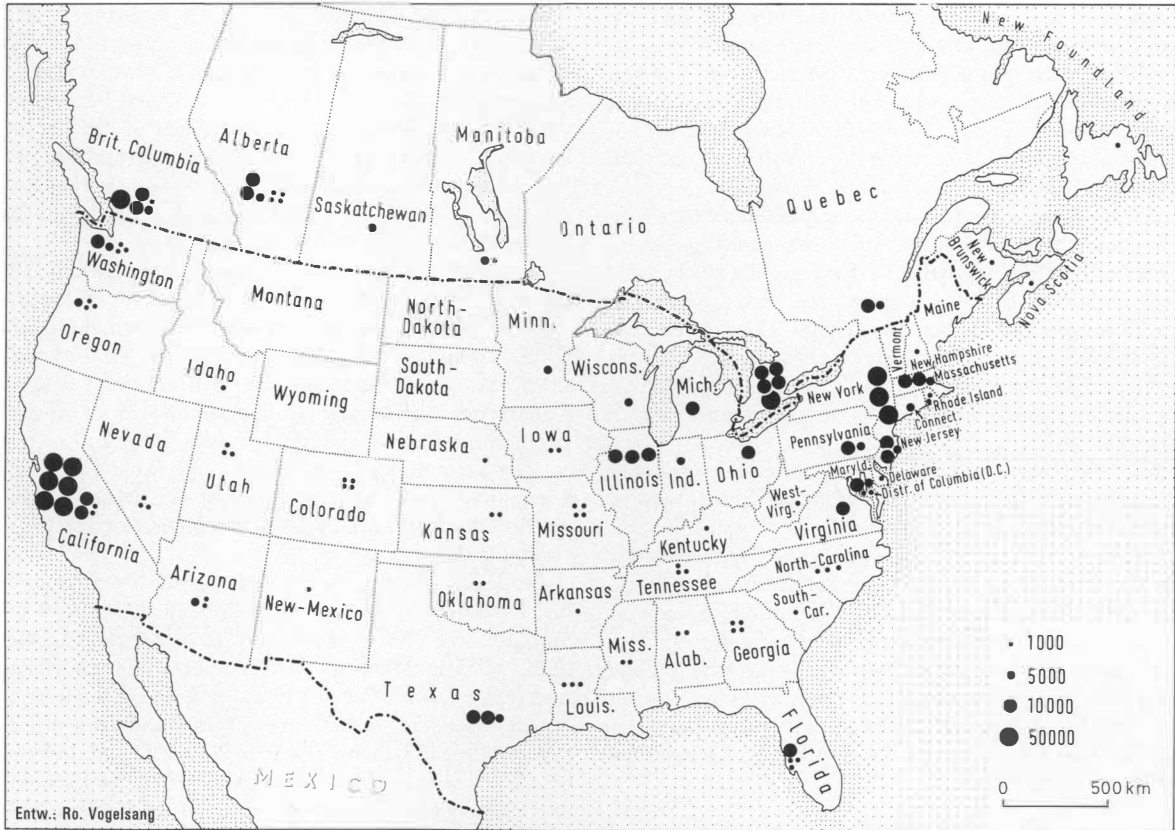 New Foundland
Brit. Columbia
Alberta
Manitoba
Saskatchewan
Ontario
Quebec
New
Brunswick
Nova Scotia
Washington
Montana
North-
Dakota
Minn.
Maine
Vermont
New Hampshire
Massachusetts
Oregon
Idaho
Wyoming
South-
Dakota
Wiscons.
Mich.
New York
Rhode Island
Connect.
Nevada
Utah
Nebraska
Iowa
Pennsylvania
New Jersey
Illinois
Ind.
Ohio
Maryld.
Delaware
Distr. of Columbia (D.C.)
West-
Virg.
Virginia
California
Colorado
Kansas
Missouri
Kentucky
North-Carolina
Arizona
New-Mexico
Oklahoma
Arkansas
Tennessee
South-
Car.
Miss.
Alab.
Georgia
Texas
Louis.
Florida
MEXICO
1000
5000
10000
50000
0 500 km
Entw.: Ro. Vogelsang